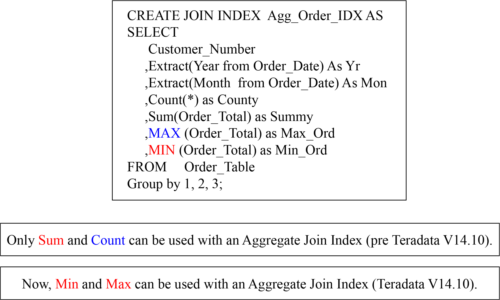 CREATE JOIN INDEX Agg_Order_IDX AS
SELECT
Customer_Number
,Extract(Year from Order_Date) As Yr
,Extract(Month from Order_Date) As Mon
,Count(*) as County
,Sum(Order_Total) as Summy
,MAX (Order_Total) as Max_Ord
,MIN (Order_Total) as Min_Ord
FROM Order_Table
Group by 1, 2, 3;
Only Sum and Count can be used with an Aggregate Join Index (pre Teradata V14.10).
Now, Min and Max can be used with an Aggregate Join Index (Teradata V14.10).